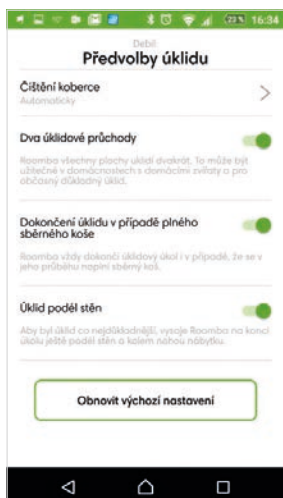 23% 16:34
Debil
Předvolby úklidu
Čištění koberce
Automaticky
Dva úklidové průchody
Roomba všechny plochy uklidí dvakrát. To může být
užitečné v domácnostech s domácími zvířaty a pro
občasný důkladný úklid.
Dokončení úklidu v případě plného
sběrného koše
Roomba vždy dokončí úklidový úkol i v případě, že se v
jeho průběhu naplní sběrný koš.
Úklid podél stěn
Aby byl úklid co nejdůkladnější, vysaje Roomba na konci
úkolu ještě podél stěn a kolem nohou nábytku.
Obnovit výchozí nastavení